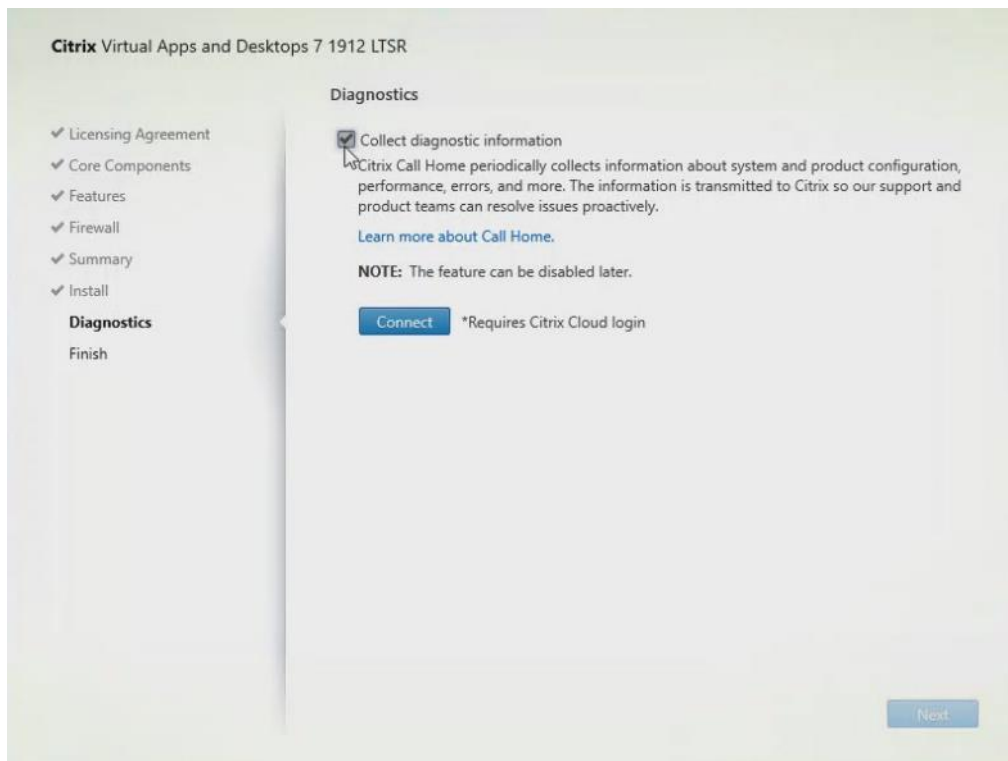 Citrix Virtual Apps and Desktops 7 1912 LTSR
Diagnostics
Licensing Agreement
Core Components
Features
Firewall
Summary
Install
Diagnostics
Finish
Collect diagnostic information
Citrix Call Home periodically collects information about system and product configuration,
performance, errors, and more. The information is transmitted to Citrix so our support and
product teams can resolve issues proactively.
Learn more about Call Home.
NOTE: The feature can be disabled later.
Connect *Requires Citrix Cloud login
Next